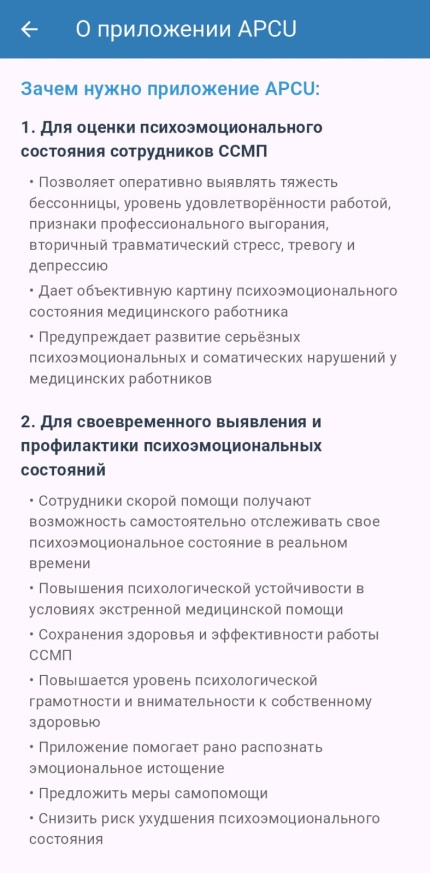 О приложении APCU
Зачем нужно приложение APCU:
1. Для оценки психоэмоционального
состояния сотрудников ССМП
• Позволяет оперативно выявлять тяжесть
бессонницы, уровень удовлетворённости работой,
признаки профессионального выгорания,
вторичный травматический стресс, тревогу и
депрессию
• Дает объективную картину психоэмоционального
состояния медицинского работника
• Предупреждает развитие серьёзных
психоэмоциональных и соматических нарушений у
медицинских работников
2. Для своевременного выявления и
профилактики психоэмоциональных
состояний
• Сотрудники скорой помощи получают
возможность самостоятельно отслеживать свое
психоэмоциональное состояние в реальном
времени
• Повышения психологической устойчивости в
условиях экстренной медицинской помощи
• Сохранения здоровья и эффективности работы
ССМП
• Повышается уровень психологической
грамотности и внимательности к собственному
здоровью
• Приложение помогает рано распознать
эмоциональное истощение
• Предложить меры самопомощи
• Снизить риск ухудшения психоэмоционального
состояния